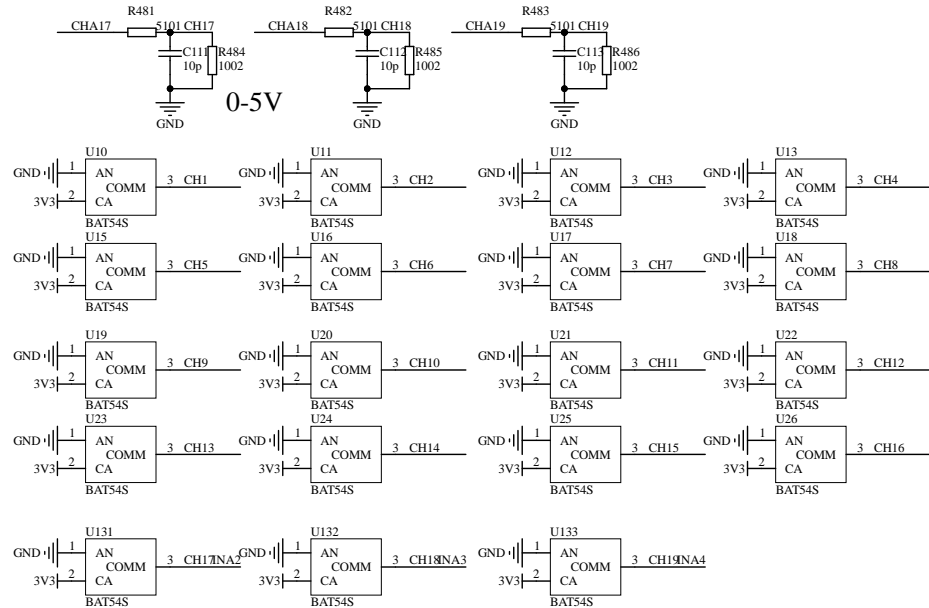 R481 R482 R483
CHA17 5101 CH17 CHA18 5101 CH18 CHA19 5101 CH19
C111 R484 C112 R485 C113 R486
10p 1002 10p 1002 10p 1002
0-5V
GND GND GND
U10 U11 U12 U13
GND 1 AN GND 1 AN GND 1 AN GND 1 AN
COMM 3 CH1 COMM 3 CH2 COMM 3 CH3 COMM 3 CH4
3V3 2 CA 3V3 2 CA 3V3 2 CA 3V3 2 CA
BAT54S BAT54S BAT54S BAT54S
U15 U16 U17 U18
GND 1 AN GND 1 AN GND 1 AN GND 1 AN
COMM 3 CH5 COMM 3 CH6 COMM 3 CH7 COMM 3 CH8
3V3 2 CA 3V3 2 CA 3V3 2 CA 3V3 2 CA
BAT54S BAT54S BAT54S BAT54S
U19 U20 U21 U22
GND 1 AN GND 1 AN GND 1 AN GND 1 AN
COMM 3 CH9 COMM 3 CH10 COMM 3 CH11 COMM 3 CH12
3V3 2 CA 3V3 2 CA 3V3 2 CA 3V3 2 CA
BAT54S BAT54S BAT54S BAT54S
U23 U24 U25 U26
GND 1 AN GND 1 AN GND 1 AN GND 1 AN
COMM 3 CH13 COMM 3 CH14 COMM 3 CH15 COMM 3 CH16
3V3 2 CA 3V3 2 CA 3V3 2 CA 3V3 2 CA
BAT54S BAT54S BAT54S BAT54S
U131 U132 U133
GND 1 AN GND 1 AN GND 1 AN
COMM 3 CH17 INA2 COMM 3 CH18 INA3 COMM 3 CH19 INA4
3V3 2 CA 3V3 2 CA 3V3 2 CA
BAT54S BAT54S BAT54S